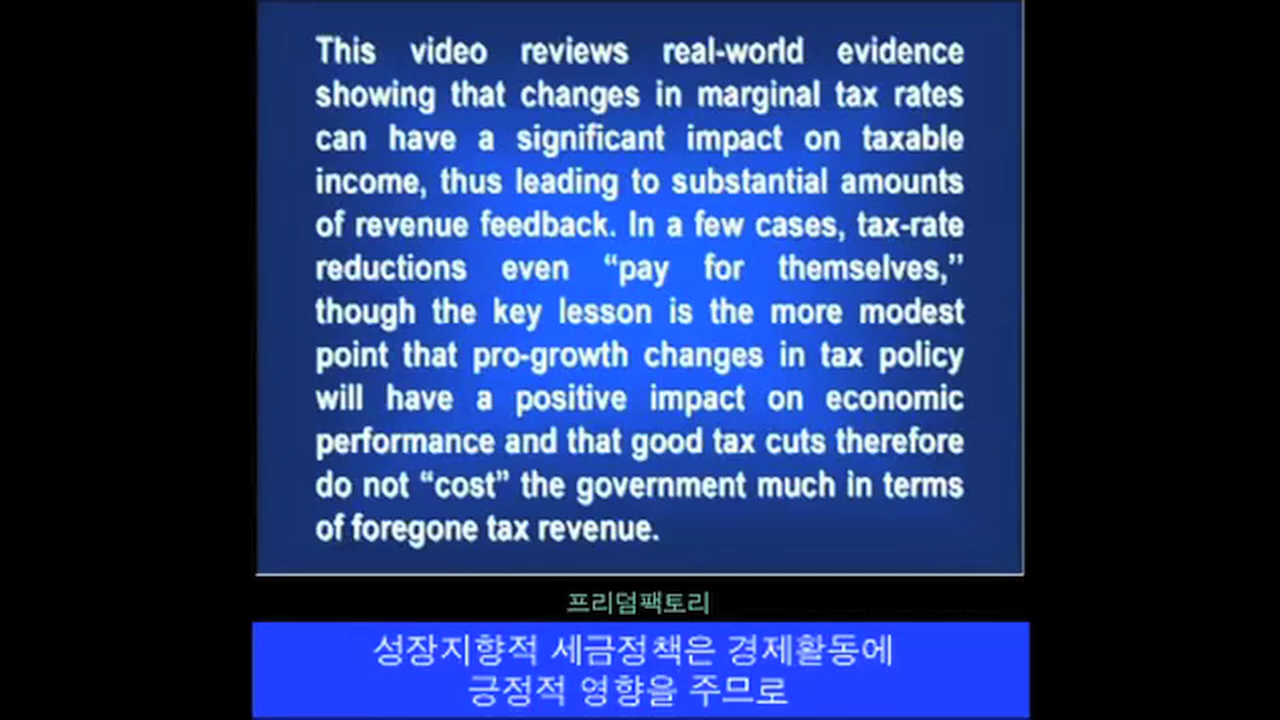 This video reviews real-world evidence
showing that changes in marginal tax rates
can have a significant impact on taxable
income, thus leading to substantial amounts
of revenue feedback. In a few cases, tax-rate
reductions even “pay for themselves,”
though the key lesson is the more modest
point that pro-growth changes in tax policy
will have a positive impact on economic
performance and that good tax cuts therefore
do not “cost” the government much in terms
of foregone tax revenue.
프리덤팩토리
성장지향적 세금정책은 경제활동에
긍정적 영향을 주므로